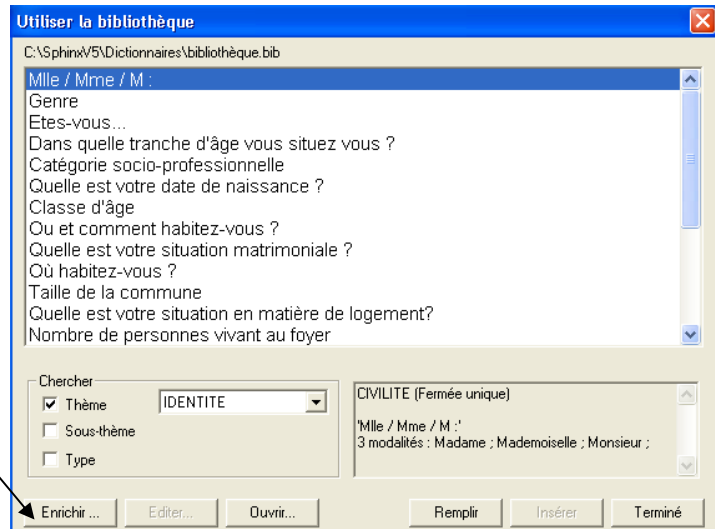 Utiliser la bibliothèque
C:\SphinxV5\Dictionnaires\bibliothèque.bib
Mlle / Mme / M :
Genre
Etes-vous...
Dans quelle tranche d'âge vous situez vous ?
Catégorie socio-professionnelle
Quelle est votre date de naissance ?
Classe d'âge
Ou et comment habitez-vous ?
Quelle est votre situation matrimoniale ?
Où habitez-vous ?
Taille de la commune
Quelle est votre situation en matière de logement?
Nombre de personnes vivant au foyer
Chercher
Thème IDENTITE
Sous-thème
Type
CIVILITE (Fermée unique)
'Mlle / Mme / M :'
3 modalités : Madame ; Mademoiselle ; Monsieur ;
Enrichir ... Editer... Ouvrir... Remplir Insérer Terminé